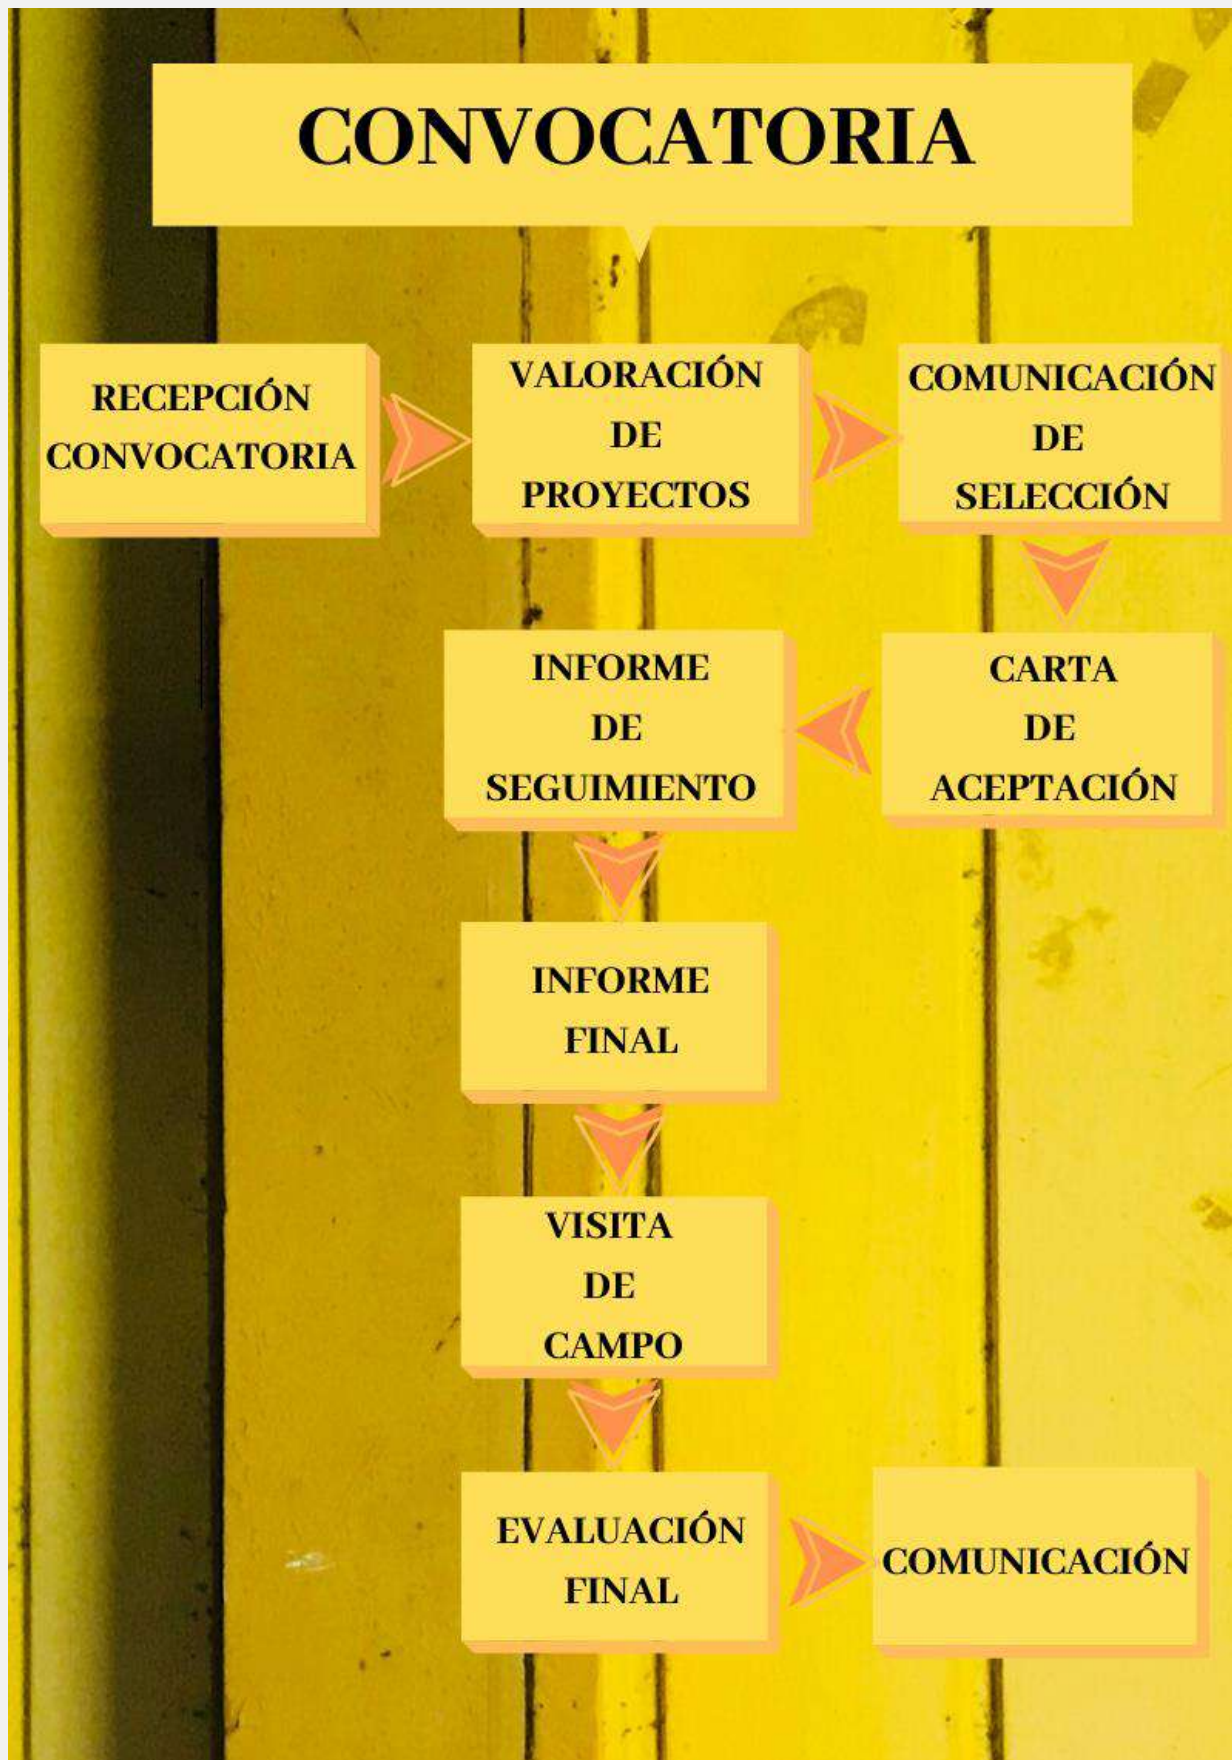 CONVOCATORIA
RECEPCIÓN
CONVOCATORIA
VALORACIÓN
DE
PROYECTOS
COMUNICACIÓN
DE
SELECCIÓN
CARTA
DE
ACEPTACIÓN
INFORME
DE
SEGUIMIENTO
INFORME
FINAL
VISITA
DE
CAMPO
EVALUACIÓN
FINAL
COMUNICACIÓN